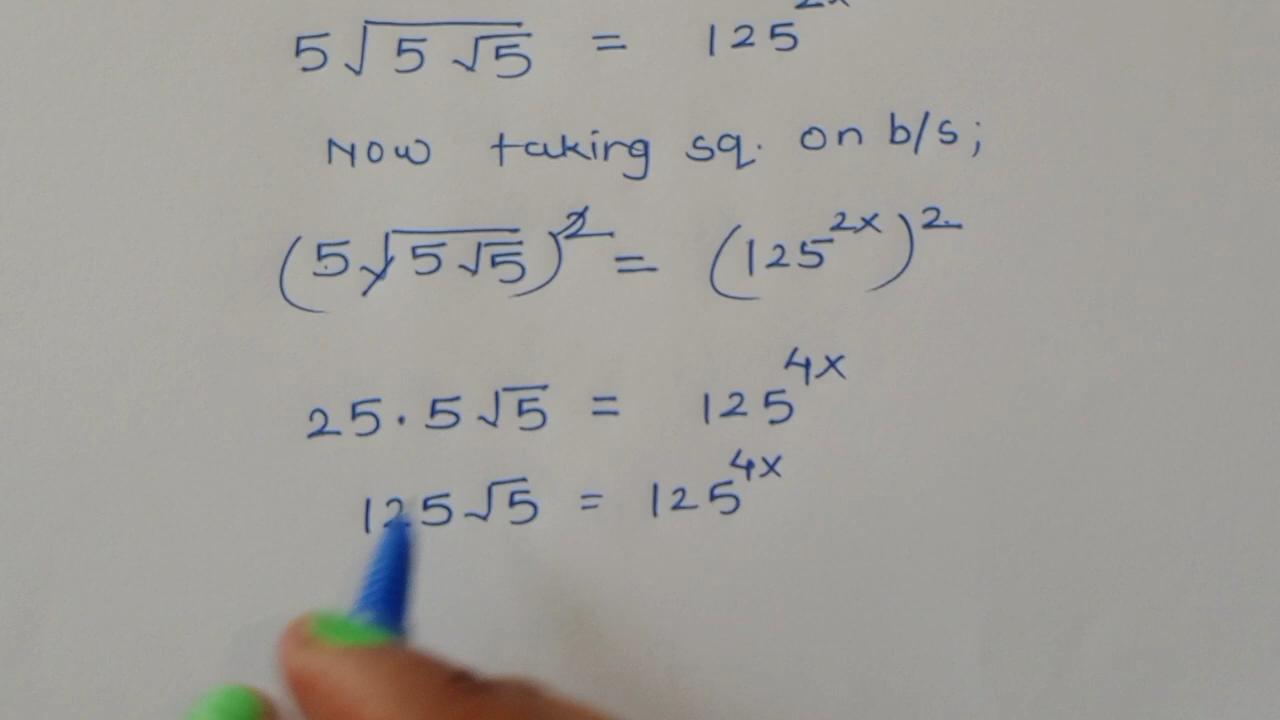 5√5√5 = 125^2x
Now taking sq. on b/s;
(5√5√5)^2 = (125^2x)^2
25.5√5 = 125^4x
125√5 = 125^4x